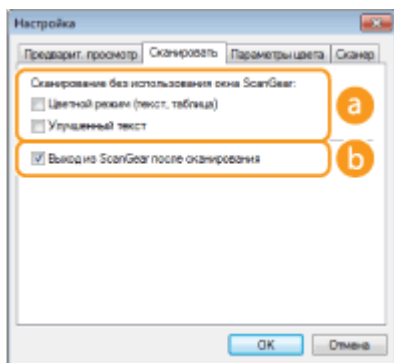 Настройка
Предварит. просмотр Сканировать Параметры цвета Сканер
Сканирование без использования окна ScanGear:
Цветной режим (текст, таблица)
a
Улучшенный текст
Выход из ScanGear после сканирования
b
OK Отмена